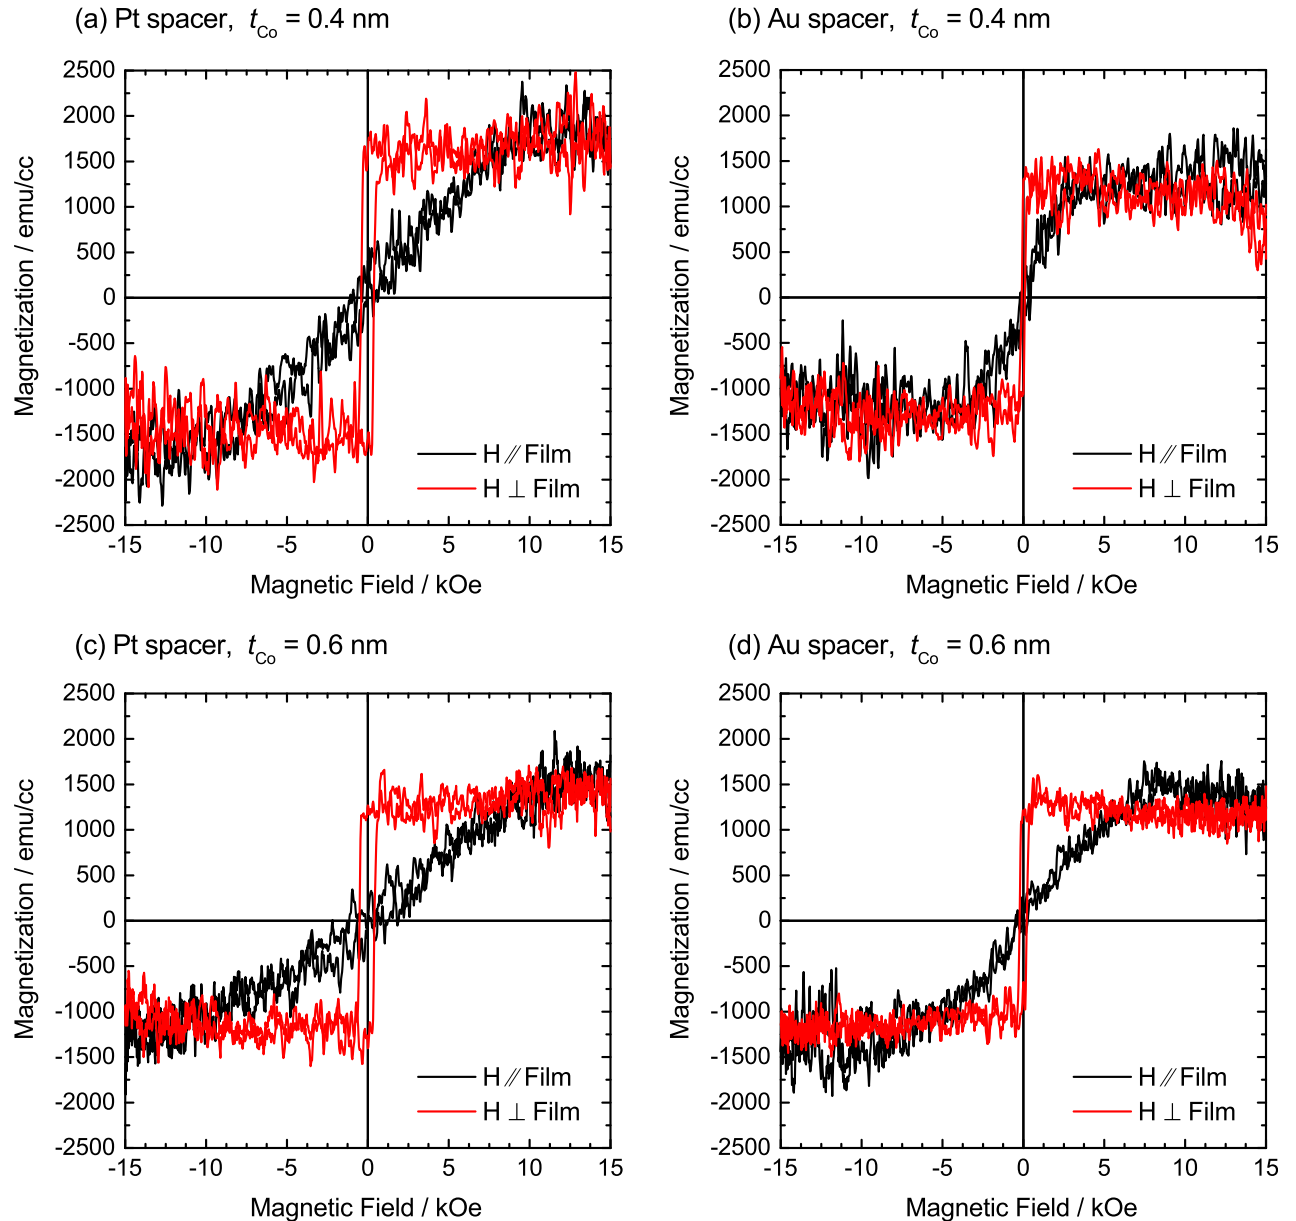 (a) Pt spacer, t_Co = 0.4 nm
(b) Au spacer, t_Co = 0.4 nm
2500
2000
1500
1000
500
0
-500
-1000
-1500
-2000
-2500
Magnetization / emu/cc
H // Film
H ⊥ Film
-15 -10 -5 0 5 10 15
Magnetic Field / kOe
2500
2000
1500
1000
500
0
-500
-1000
-1500
-2000
-2500
Magnetization / emu/cc
H // Film
H ⊥ Film
-15 -10 -5 0 5 10 15
Magnetic Field / kOe
(c) Pt spacer, t_Co = 0.6 nm
(d) Au spacer, t_Co = 0.6 nm
2500
2000
1500
1000
500
0
-500
-1000
-1500
-2000
-2500
Magnetization / emu/cc
H // Film
H ⊥ Film
-15 -10 -5 0 5 10 15
Magnetic Field / kOe
2500
2000
1500
1000
500
0
-500
-1000
-1500
-2000
-2500
Magnetization / emu/cc
H // Film
H ⊥ Film
-15 -10 -5 0 5 10 15
Magnetic Field / kOe